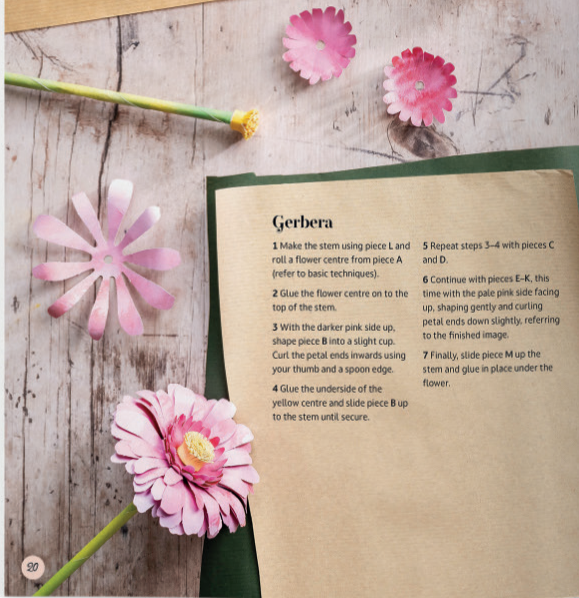 Gerbera
1 Make the stem using piece L and
roll a flower centre from piece A
(refer to basic techniques).
2 Glue the flower centre on to the
top of the stem.
3 With the darker pink side up,
shape piece B into a slight cup.
Curl the petal ends inwards using
your thumb and a spoon edge.
4 Glue the underside of the
yellow centre and slide piece B up
to the stem until secure.
5 Repeat steps 3–4 with pieces C
and D.
6 Continue with pieces E–K, this
time with the pale pink side facing
up, shaping gently and curling
petal ends down slightly, referring
to the finished image.
7 Finally, slide piece M up the
stem and glue in place under the
flower.
20